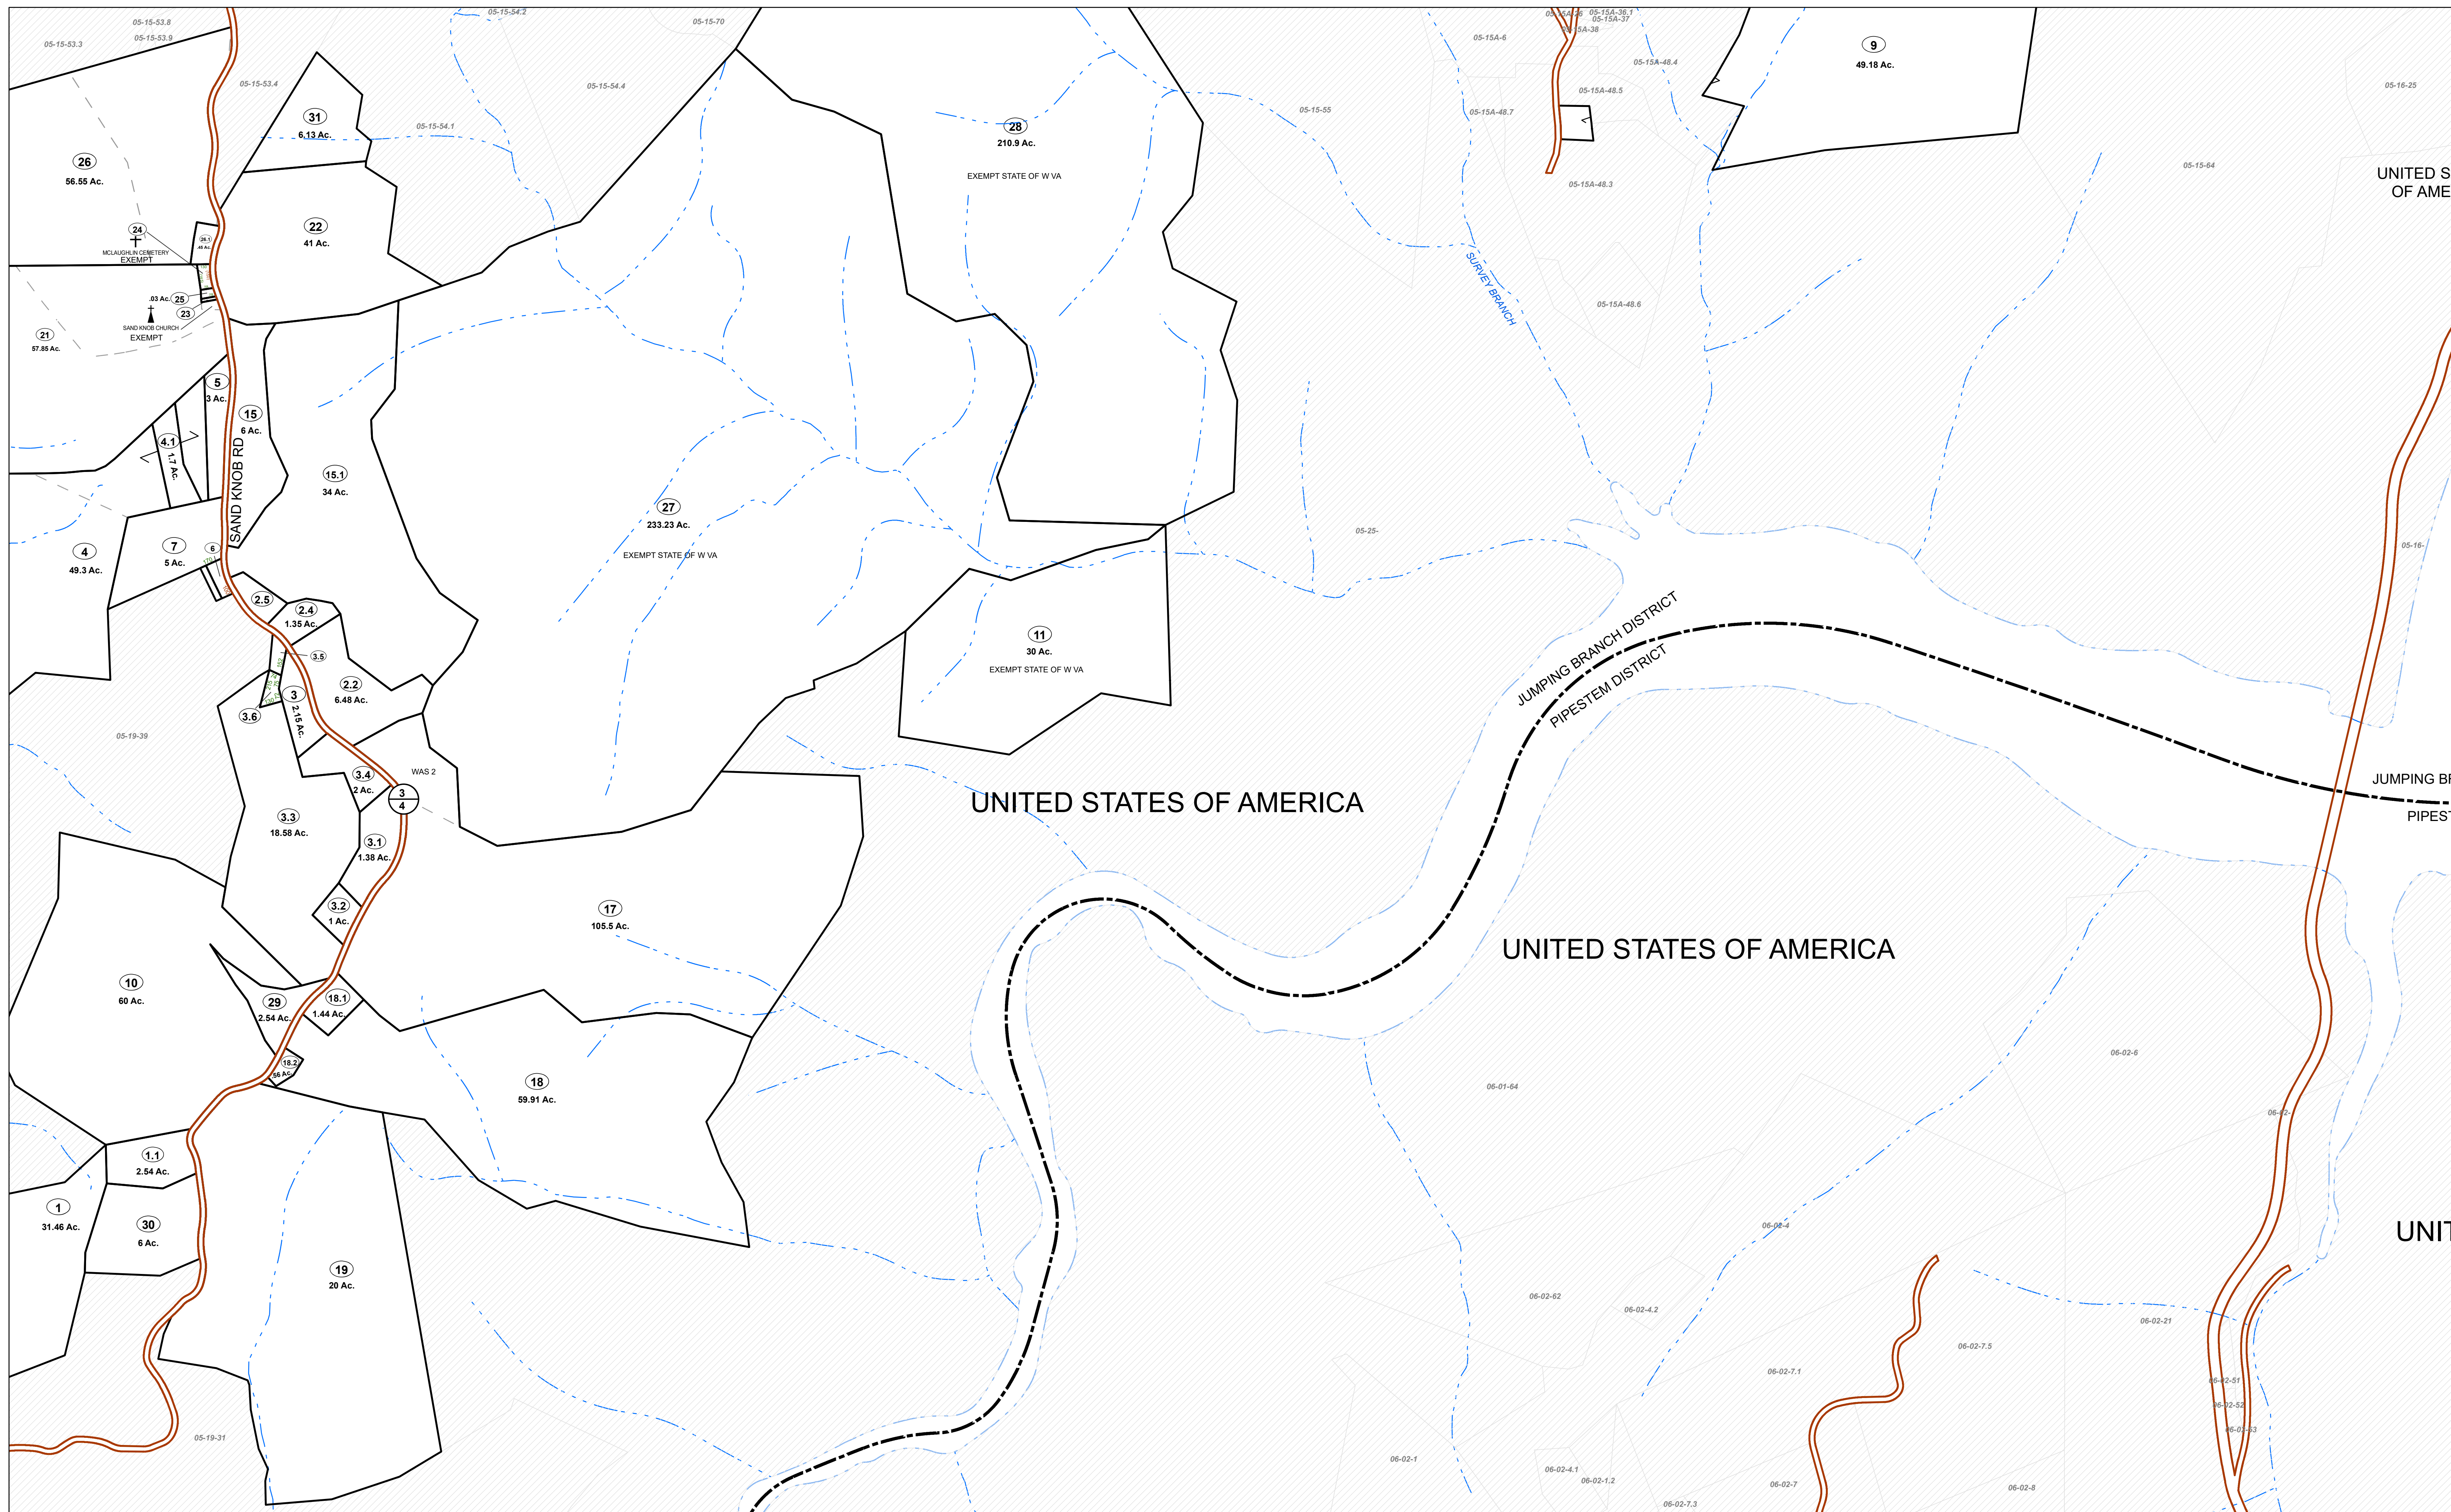 05-15-53.8
05-15-54.2
05-15-70
05-15A-36.1
05-15A-37
05-15A-38
05-15-53.3
05-15-53.9
05-15A-6
9
49.18 Ac.
05-15A-48.4
05-15-53.4
05-15-54.4
05-15A-48.5
05-16-25
05-15-55
05-15A-48.7
31
6.13 Ac.
05-15-54.1
28
210.9 Ac.
EXEMPT STATE OF W VA
05-15A-48.3
05-15-64
26
56.55 Ac.
UNITED S
OF AME
22
41 Ac.
24
MCLAUGHLIN CEMETERY
EXEMPT
SURVEY BRANCH
.03 Ac.
25
23
SAND KNOB CHURCH
EXEMPT
05-15A-48.6
21
57.85 Ac.
5
3 Ac.
15
6 Ac.
4.1
1.7 Ac.
SAND KNOB RD
15.1
34 Ac.
27
233.23 Ac.
EXEMPT STATE OF W VA
05-25-
05-16-
4
49.3 Ac.
7
5 Ac.
6
2.5
2.4
1.35 Ac.
3.5
11
30 Ac.
EXEMPT STATE OF W VA
JUMPING BRANCH DISTRICT
PIPESTEM DISTRICT
2.2
6.48 Ac.
3
2.15 Ac.
3.6
05-19-39
3.4
2 Ac.
WAS 2
3
4
JUMPING BR
PIPEST
UNITED STATES OF AMERICA
3.3
18.58 Ac.
3.1
1.38 Ac.
3.2
1 Ac.
17
105.5 Ac.
UNITED STATES OF AMERICA
10
60 Ac.
29
2.54 Ac.
18.1
1.44 Ac.
18.2
.56 Ac.
18
59.91 Ac.
06-02-6
06-01-64
06-02-
1.1
2.54 Ac.
1
31.46 Ac.
30
6 Ac.
06-02-4
UNIT
19
20 Ac.
06-02-62
06-02-4.2
06-02-21
06-02-7.5
06-02-7.1
06-02-51
06-02-52
05-19-31
06-02-1
06-02-4.1
06-02-1.2
06-02-7
06-02-8
06-02-7.3